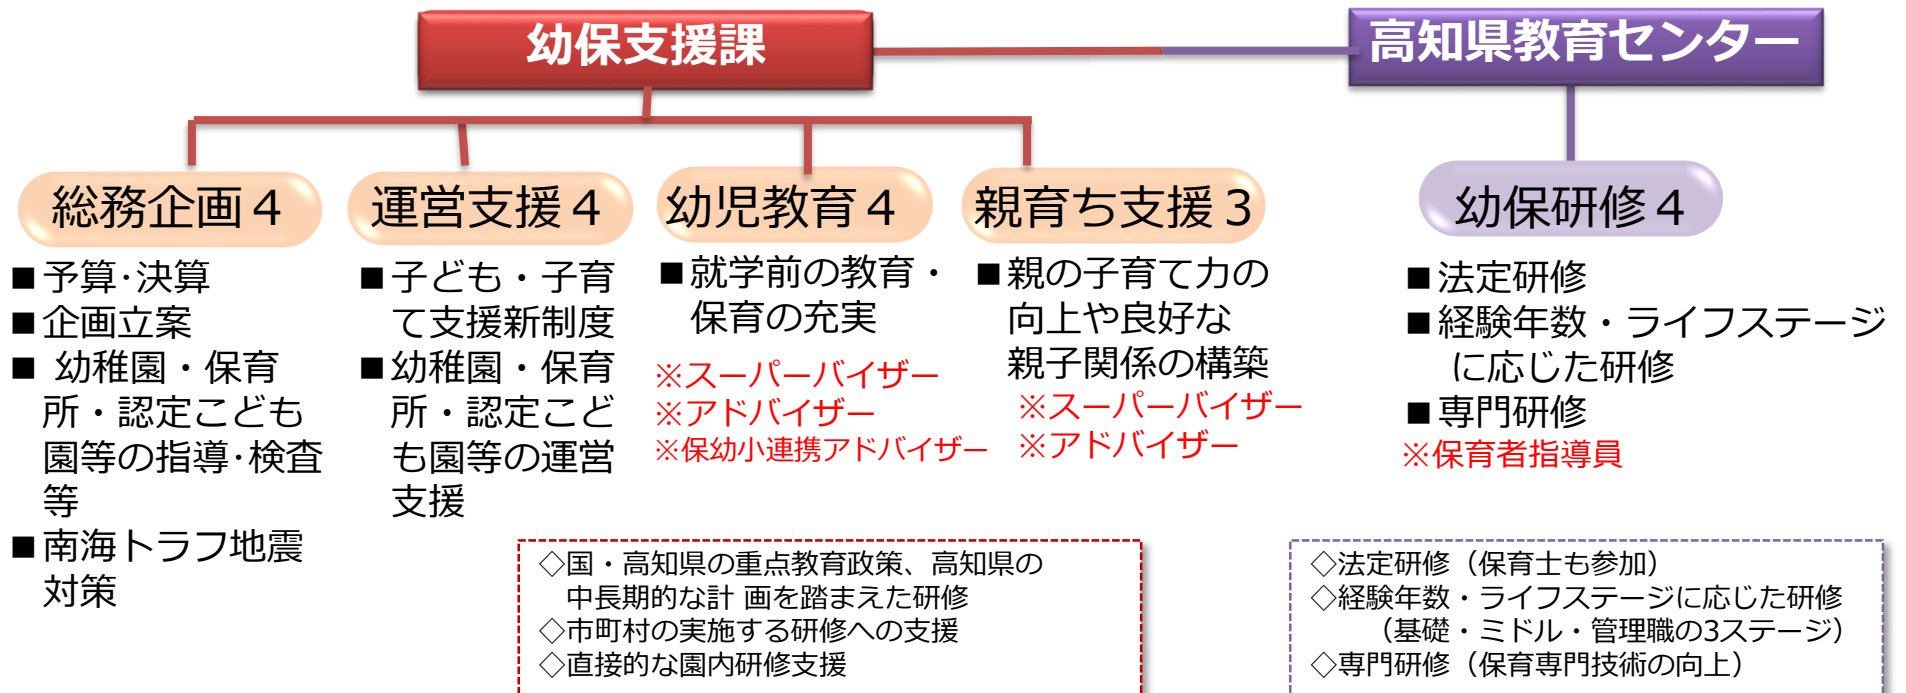 幼保支援課
高知県教育センター
総務企画４
■予算･決算
■企画立案
■ 幼稚園・保育
所・認定こども
園等の指導･検査
等
■南海トラフ地震
対策
運営支援４
■子ども・子育
て支援新制度
■幼稚園・保育
所・認定こど
も園等の運営
支援
幼児教育４
■就学前の教育・
保育の充実
※スーパーバイザー
※アドバイザー
※保幼小連携アドバイザー
親育ち支援３
■親の子育て力の
向上や良好な
親子関係の構築
※スーパーバイザー
※アドバイザー
幼保研修４
■法定研修
■経験年数・ライフステージ
に応じた研修
■専門研修
※保育者指導員
◇国・高知県の重点教育政策、高知県の
中長期的な計 画を踏まえた研修
◇市町村の実施する研修への支援
◇直接的な園内研修支援
◇法定研修（保育士も参加）
◇経験年数・ライフステージに応じた研修
（基礎・ミドル・管理職の3ステージ）
◇専門研修（保育専門技術の向上）